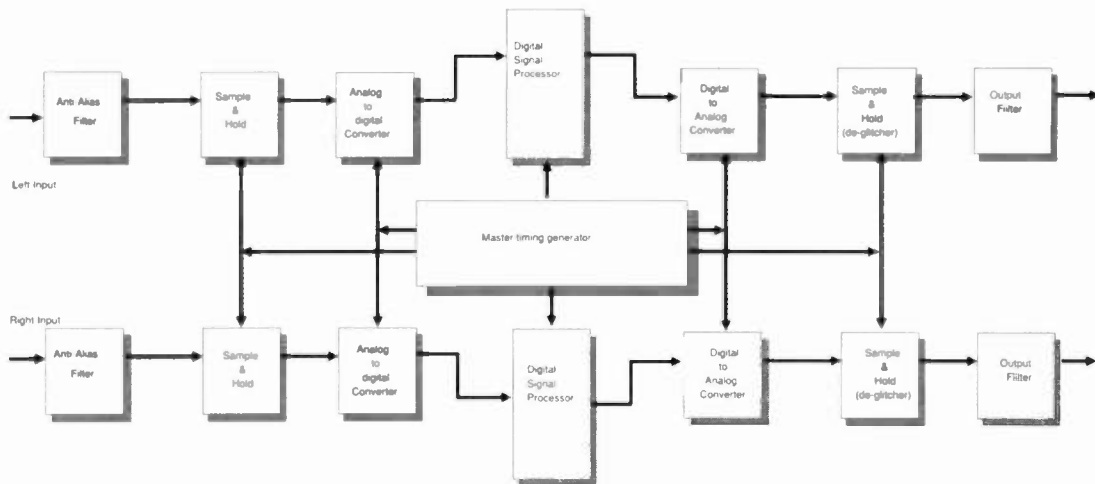 Digital
Signal
Processor
Anti Alias
Filter
Sample
&
Hold
Analog
to
digital
Converter
Digital
to
Analog
Converter
Sample
&
Hold
(de-glitcher)
Output
Fiilter
Left Input
Master timing generator
Right Input
Anti Alias
Filter
Sample
&
Hold
Analog
to
digital
Converter
Digital
Signal
Processor
Digital
to
Analog
Converter
Sample
&
Hold
(de-glitcher)
Output
Fiilter